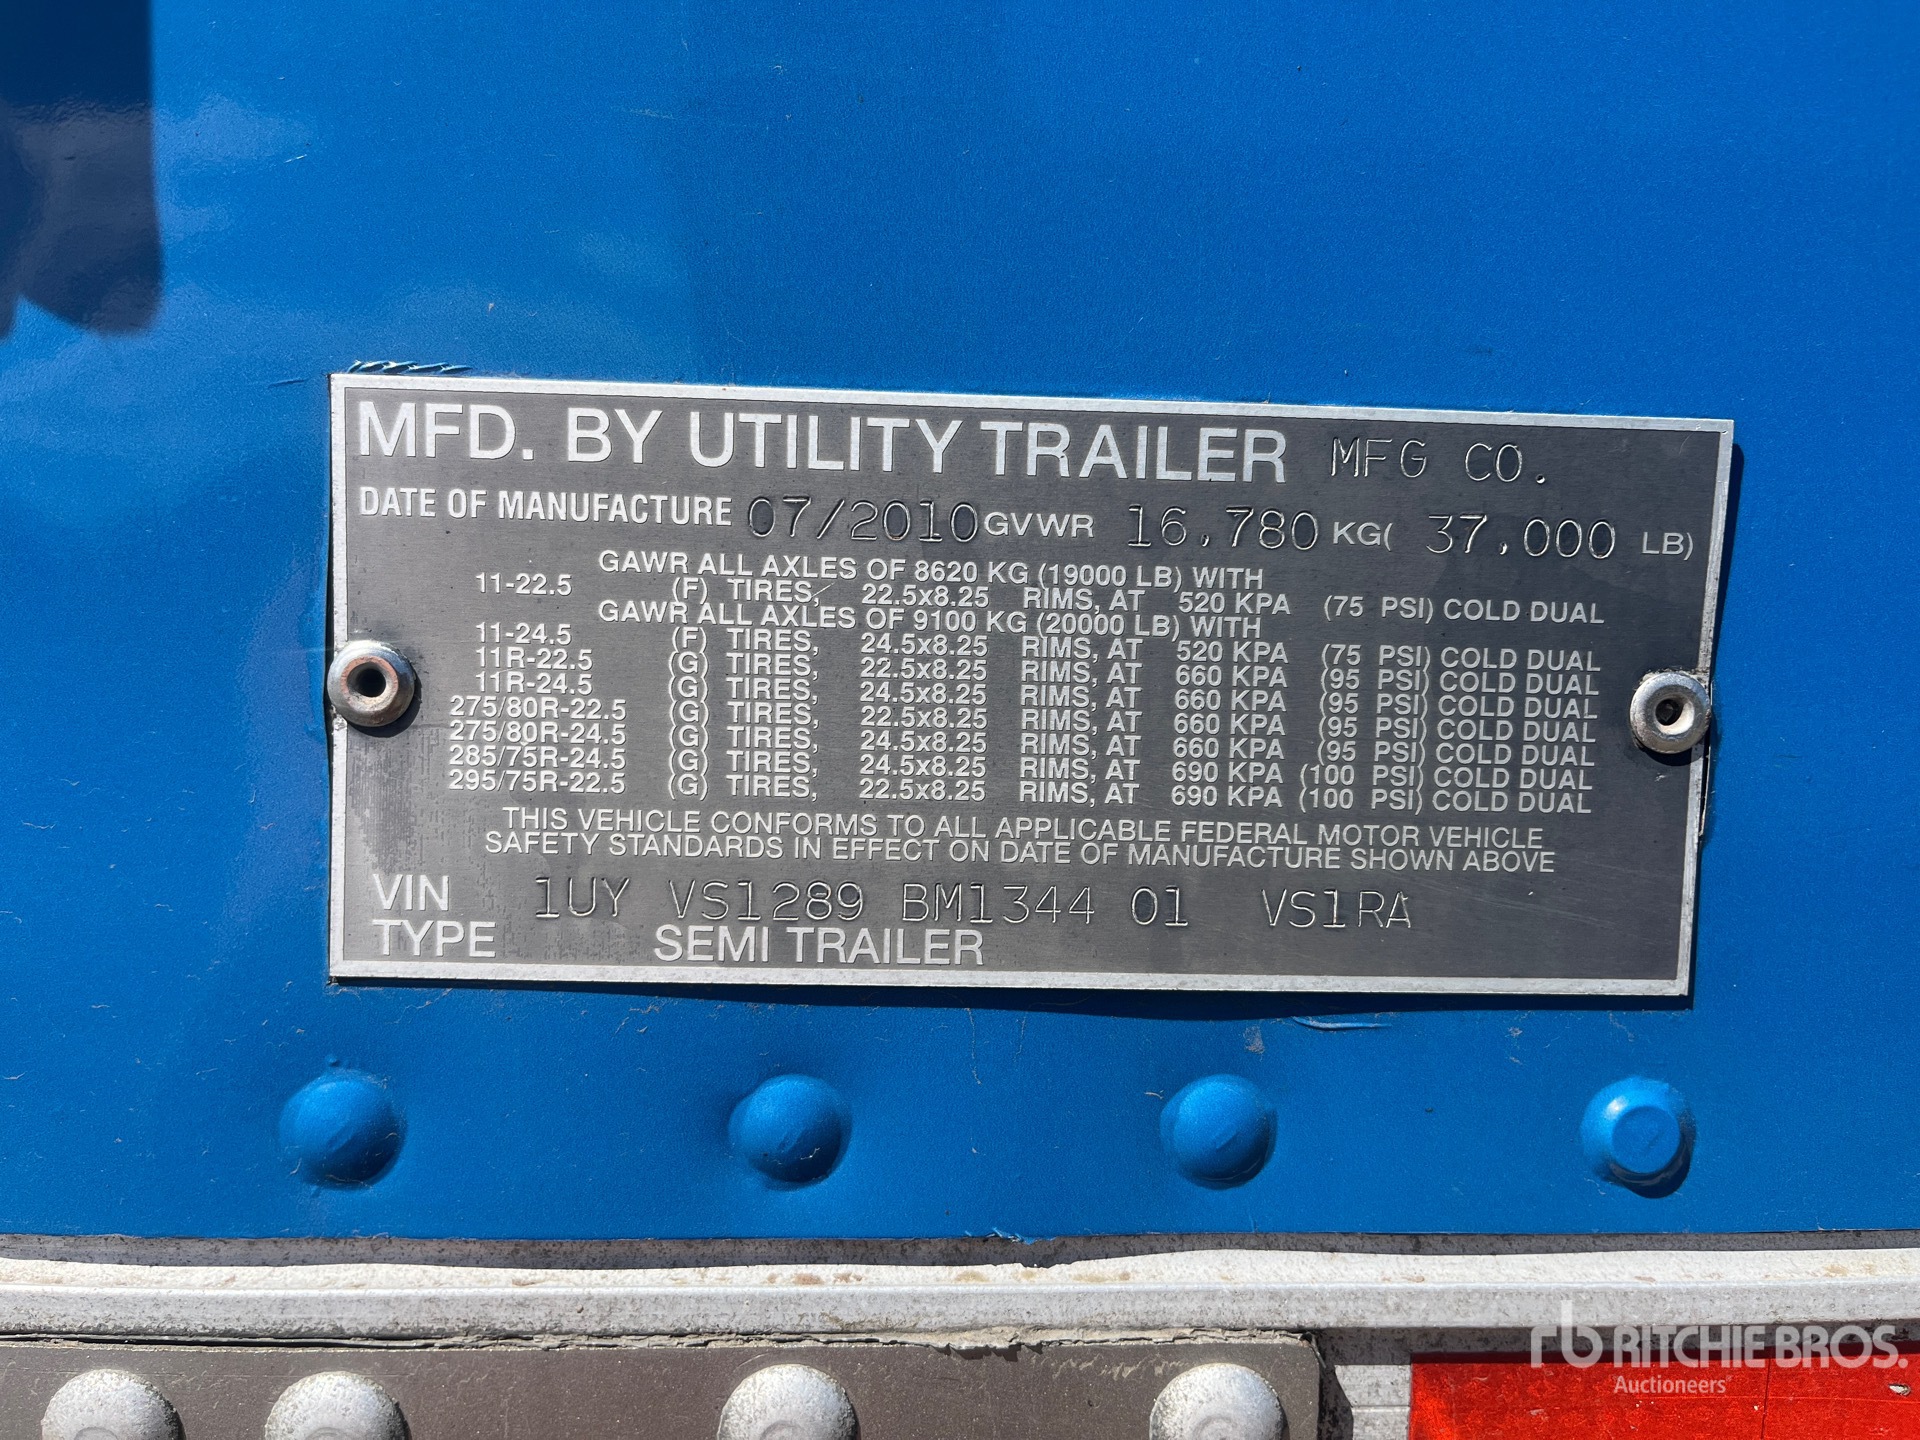 MFD. BY UTILITY TRAILER MFG CO.
DATE OF MANUFACTURE 07/2010 GVWR 16,780 KG( 37,000 LB)
GAWR ALL AXLES OF 8620 KG (19000 LB) WITH
11-22.5 (F) TIRES, 22.5x8.25 RIMS, AT 520 KPA (75 PSI) COLD DUAL
GAWR ALL AXLES OF 9100 KG (20000 LB) WITH
11-24.5 (F) TIRES, 24.5x8.25 RIMS, AT 520 KPA (75 PSI) COLD DUAL
11R-22.5 (G) TIRES, 22.5x8.25 RIMS, AT 660 KPA (95 PSI) COLD DUAL
11R-24.5 (G) TIRES, 24.5x8.25 RIMS, AT 660 KPA (95 PSI) COLD DUAL
275/80R-22.5 (G) TIRES, 22.5x8.25 RIMS, AT 660 KPA (95 PSI) COLD DUAL
275/80R-24.5 (G) TIRES, 24.5x8.25 RIMS, AT 660 KPA (95 PSI) COLD DUAL
285/75R-24.5 (G) TIRES, 24.5x8.25 RIMS, AT 690 KPA (100 PSI) COLD DUAL
295/75R-22.5 (G) TIRES, 22.5x8.25 RIMS, AT 690 KPA (100 PSI) COLD DUAL
THIS VEHICLE CONFORMS TO ALL APPLICABLE FEDERAL MOTOR VEHICLE
SAFETY STANDARDS IN EFFECT ON DATE OF MANUFACTURE SHOWN ABOVE
VIN 1UY VS1289 BM1344 01 VS1RA
TYPE SEMI TRAILER
rb RITCHIE BROS.
Auctioneers